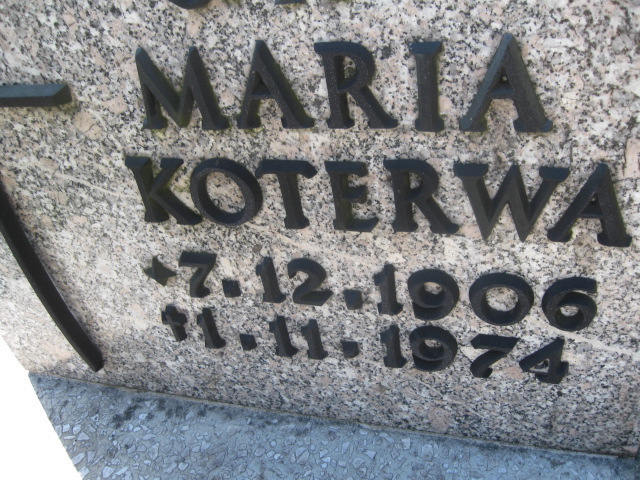 MARIA
KOTERWA
★ 7.12.1906
✝ 1.11.1974